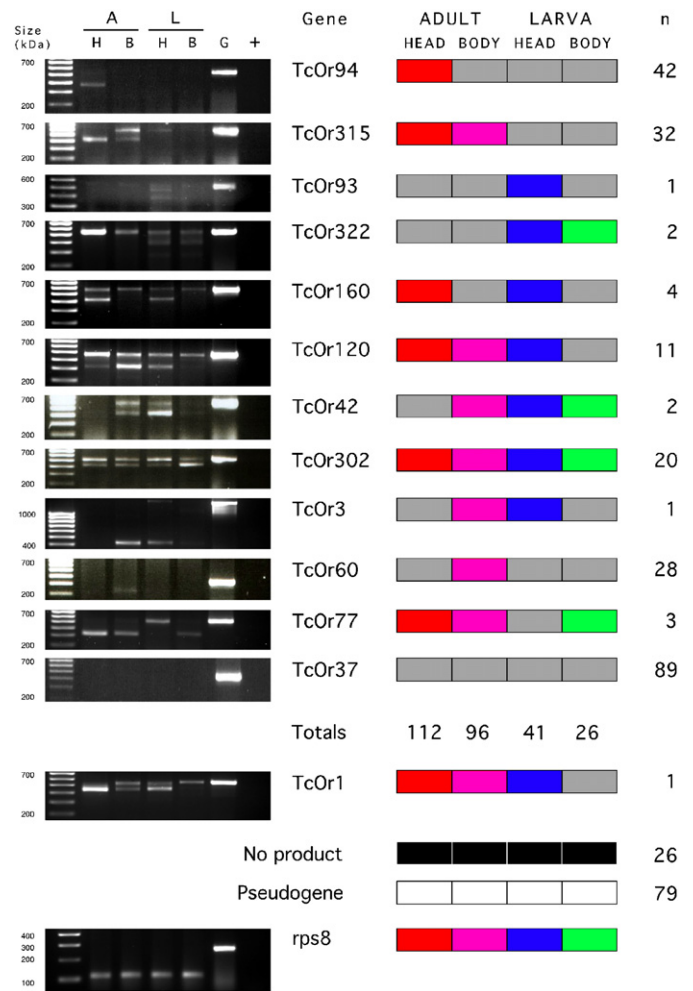 Size (kDa) A L Gene ADULT LARVA n
H B H B G + HEAD BODY HEAD BODY
700 200 TcOr94 42
700 200 TcOr315 32
600 300 TcOr93 1
700 200 TcOr322 2
700 200 TcOr160 4
700 200 TcOr120 11
700 200 TcOr42 2
700 200 TcOr302 20
1000 400 TcOr3 1
700 200 TcOr60 28
700 200 TcOr77 3
700 200 TcOr37 89
Totals 112 96 41 26
700 200 TcOr1 1
No product 26
Pseudogene 79
400 300 200 100 rps8